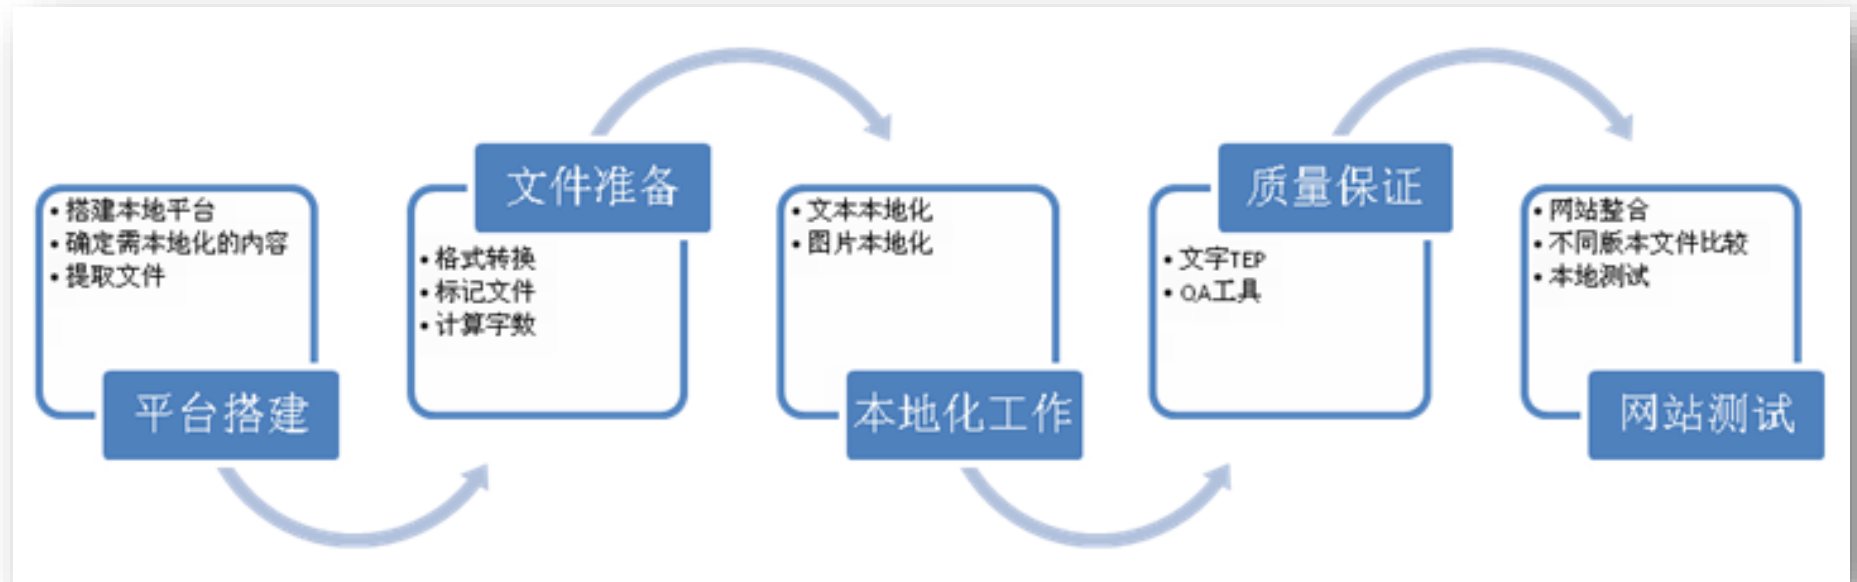 • 搭建本地平台
• 确定需本地化的内容
• 提取文件
平台搭建
文件准备
• 格式转换
• 标记文件
• 计算字数
• 文本本地化
• 图片本地化
本地化工作
质量保证
• 文字TEP
• QA工具
• 网站整合
• 不同版本文件比较
• 本地测试
网站测试